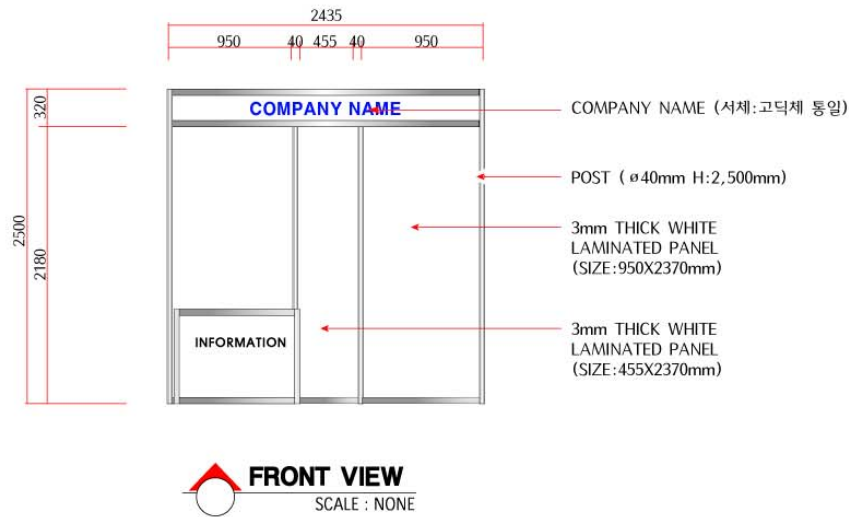 2435
950 40 455 40 950
320
2500
2180
COMPANY NAME
COMPANY NAME (서체:고딕체 통일)
POST ( ø40mm H:2,500mm)
3mm THICK WHITE
LAMINATED PANEL
(SIZE:950X2370mm)
INFORMATION
3mm THICK WHITE
LAMINATED PANEL
(SIZE:455X2370mm)
FRONT VIEW
SCALE : NONE